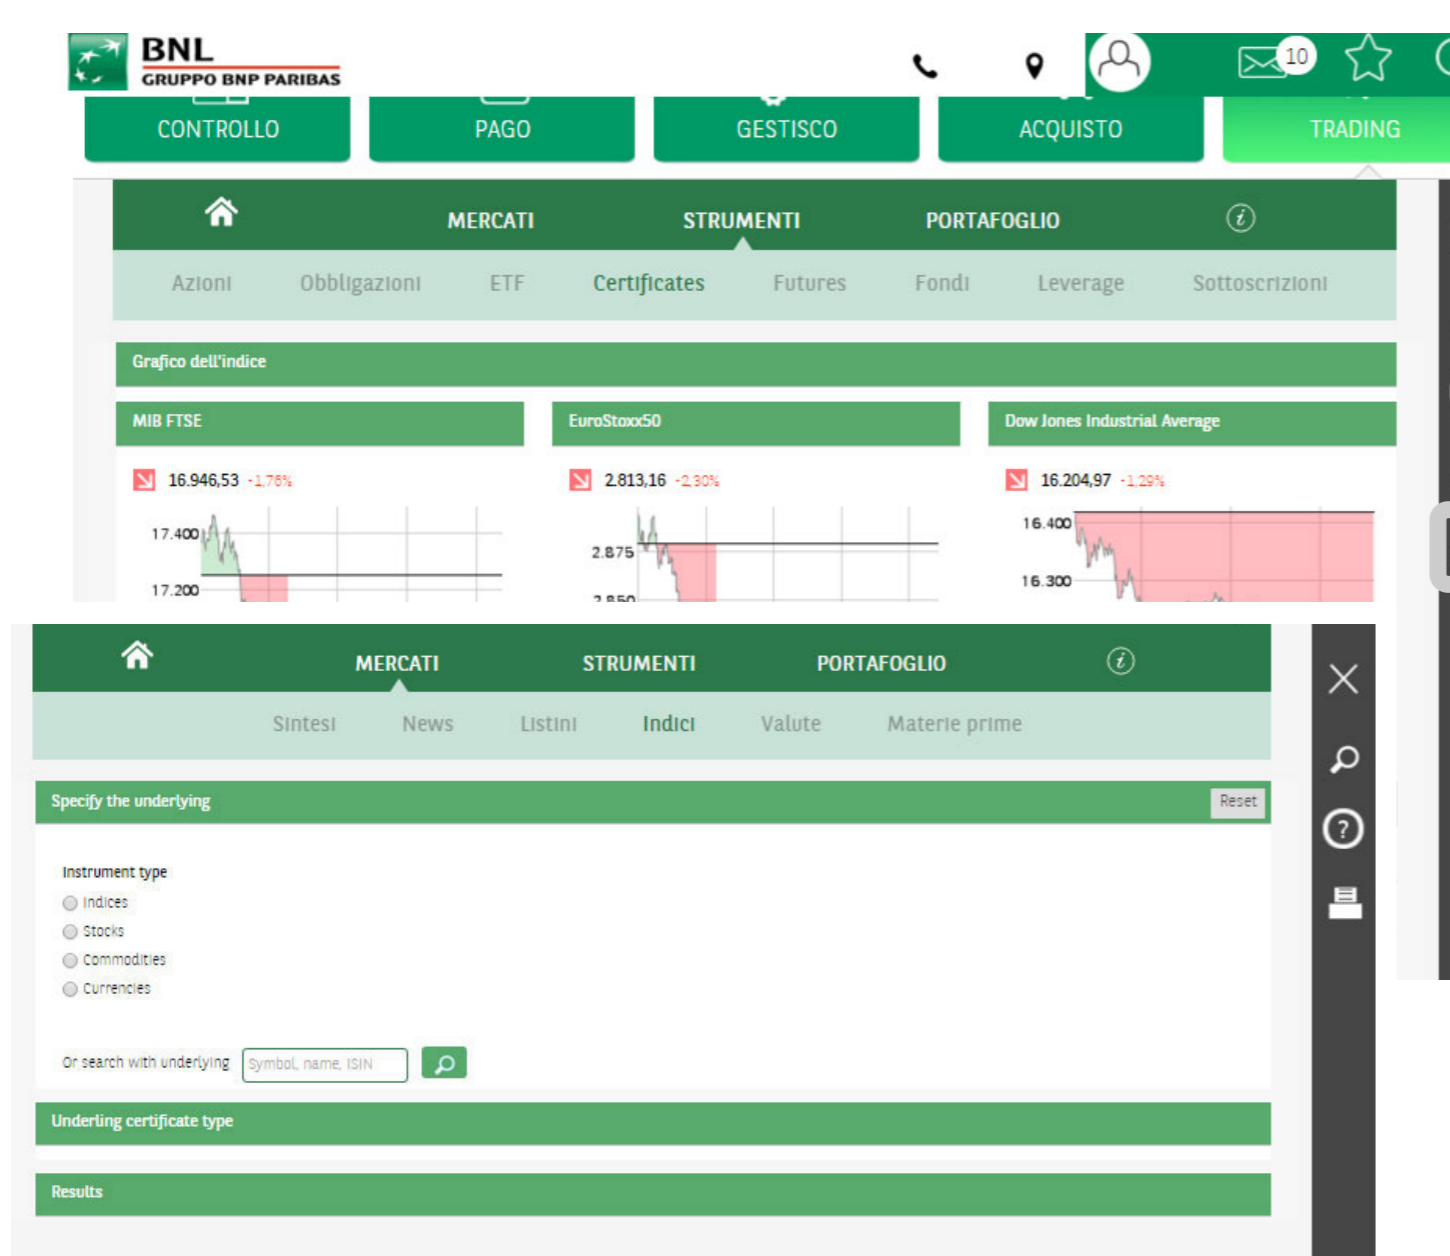 BNL
GRUPPO BNP PARIBAS
10
CONTROLLO PAGO GESTISCO ACQUISTO TRADING
MERCATI STRUMENTI PORTAFOGLIO i
Azioni Obbligazioni ETF Certificates Futures Fondi Leverage Sottoscrizioni
Grafico dell'indice
MIB FTSE EuroStoxx50 Dow Jones Industrial Average
16.946,53 -1,76% 2.813,16 -2,30% 16.204,97 -1,29%
17.400 2.875 16.400
17.200 2.850 16.300
MERCATI STRUMENTI PORTAFOGLIO i
Sintesi News Listini Indici Valute Materie prime
Specify the underlying Reset
?
Instrument type
Indices
Stocks
Commodities
Currencies
Or search with underlying Symbol, name, ISIN
Underling certificate type
Results